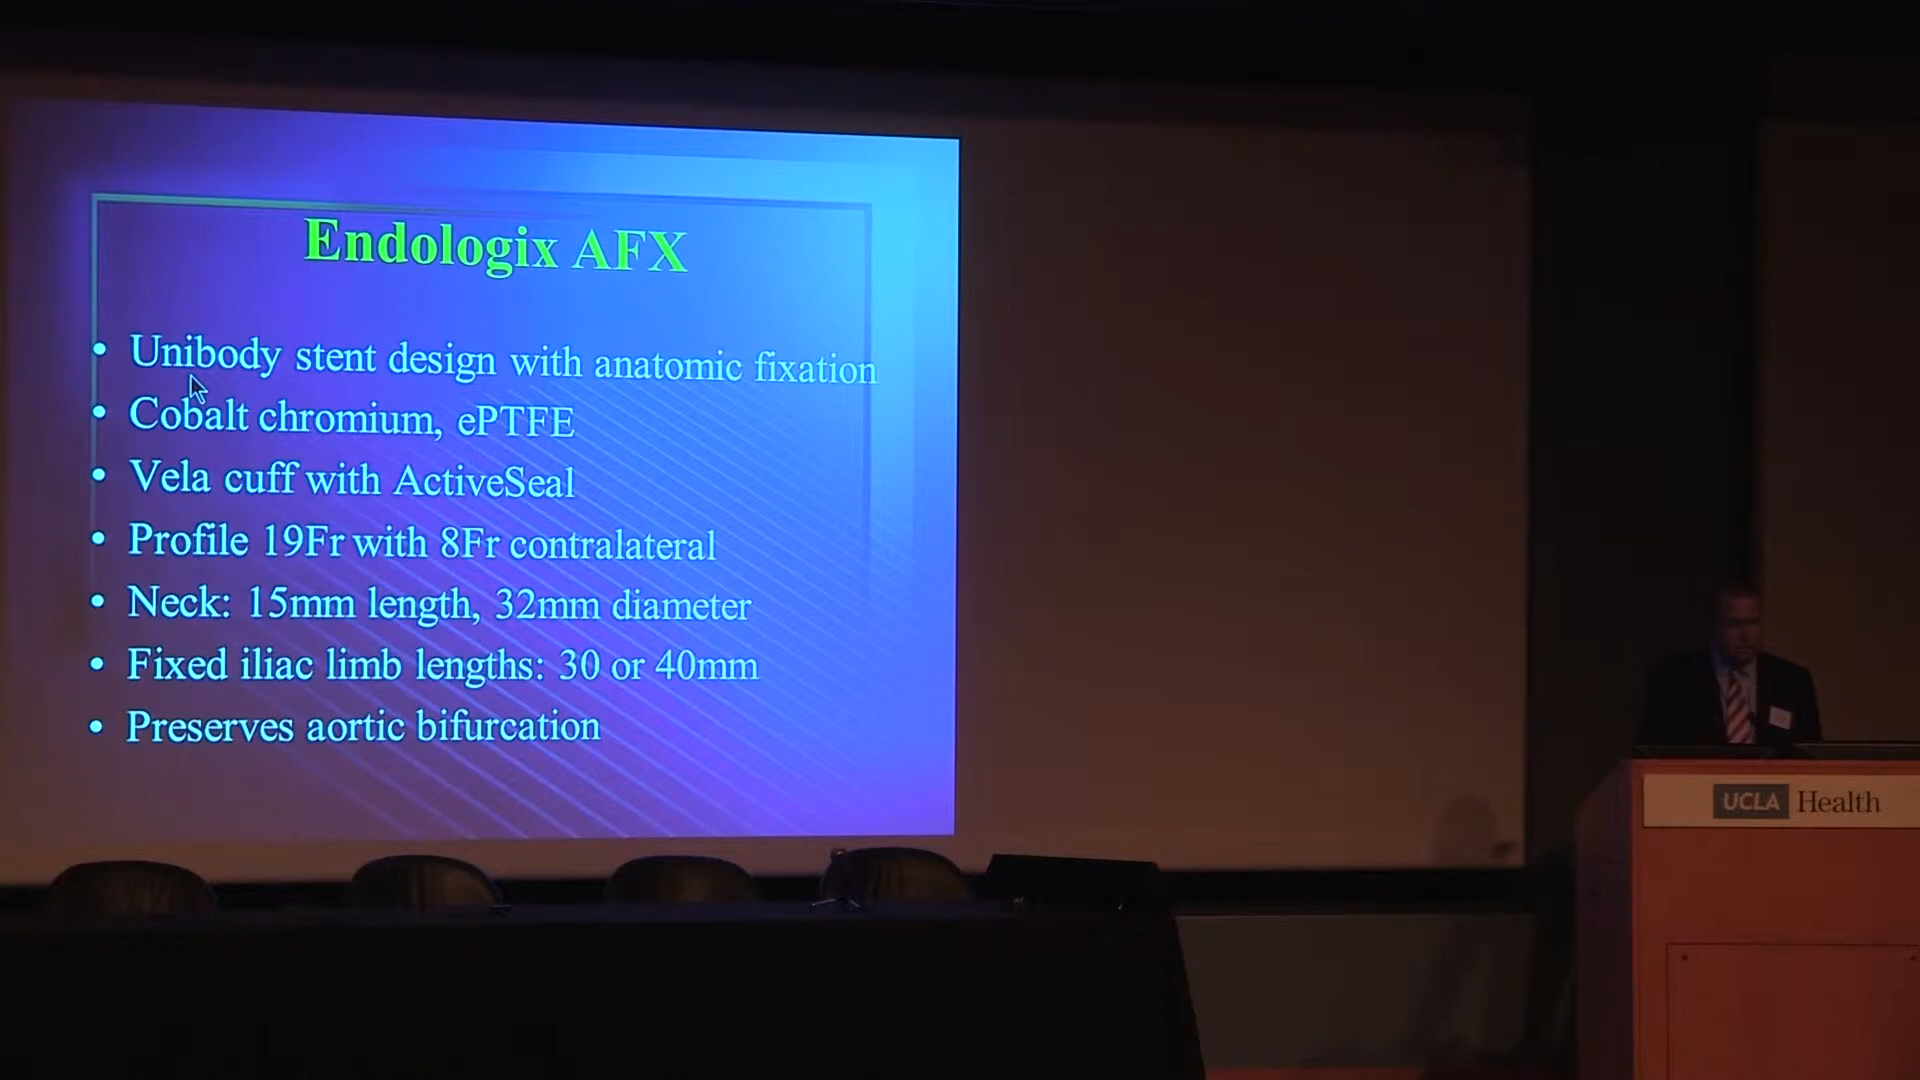 Endologix AFX
• Unibody stent design with anatomic fixation
• Cobalt chromium, ePTFE
• Vela cuff with ActiveSeal
• Profile 19Fr with 8Fr contralateral
• Neck: 15mm length, 32mm diameter
• Fixed iliac limb lengths: 30 or 40mm
• Preserves aortic bifurcation
UCLA Health